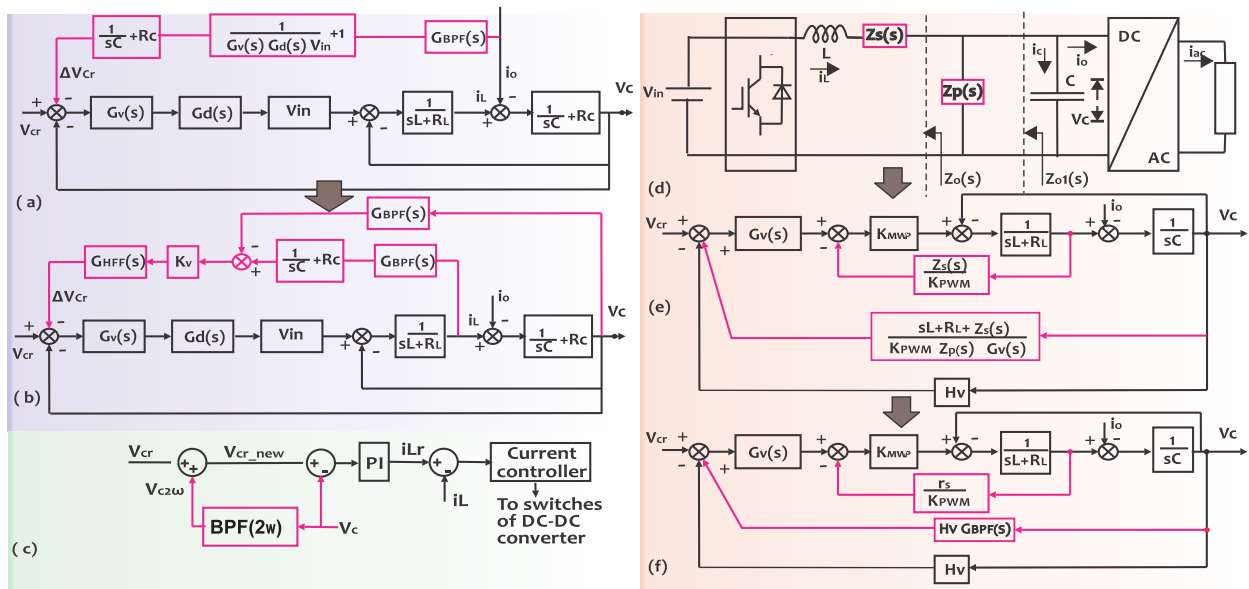 (a)
1/sC +Rc
1/(Gv(s) Gd(s) Vin) +1
GBPF(s)
ΔVcr
io
Vc
+
–
–
Vcr
Gv(s)
Gd(s)
Vin
+
–
1/(sL+RL)
iL
+
–
1/sC +Rc
(b)
GBPF(s)
GHFF(s)
Kv
–
+
1/sC +Rc
GBPF(s)
ΔVcr
iL
io
Vc
+
–
–
Vcr
Gv(s)
Gd(s)
Vin
+
–
1/(sL+RL)
+
–
1/sC +Rc
(c)
Vcr
++
Vcr_new
+-
PI
iLr
+-
Current
controller
Vc2ω
iL
BPF(2w)
Vc
To switches
of DC-DC
converter
(d)
Vin
L
iL
Zs(s)
Zp(s)
ic
C
Vc
io
DC
AC
iac
Zo(s)
Zo1(s)
(e)
Vcr
+
–
+
Gv(s)
+
–
KMWP
+
–
1/(sL+RL)
+
–
io
1/sC
Vc
Zs(s)/KPWM
(sL+RL+Zs(s))/(KPWM Zp(s) Gv(s))
Hv
(f)
Vcr
+
–
+
Gv(s)
+
–
KMWP
+
–
1/(sL+RL)
+
–
io
1/sC
Vc
rs/KPWM
Hv GBPF(S)
Hv